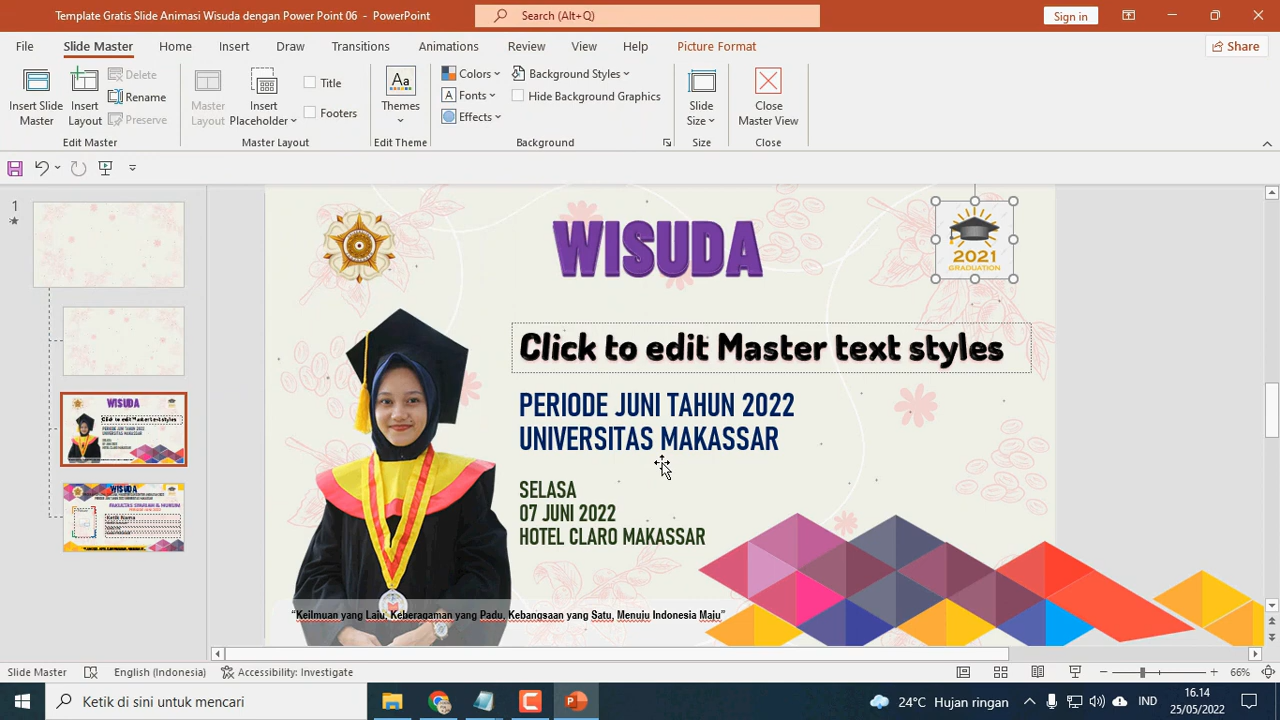 Template Gratis Slide Animasi Wisuda dengan Power Point 06 - PowerPoint
Search (Alt+Q)
Sign in
File
Slide Master
Home
Insert
Draw
Transitions
Animations
Review
View
Help
Picture Format
Share
Insert Slide Master
Insert Layout
Delete
Rename
Preserve
Edit Master
Master Layout
Insert Placeholder
Title
Footers
Master Layout
Aa
Themes
Edit Theme
Colors
Fonts
Effects
Background Styles
Hide Background Graphics
Background
Slide Size
Size
Close Master View
Close
1
WISUDA
2021
GRADUATION
Click to edit Master text styles
PERIODE JUNI TAHUN 2022
UNIVERSITAS MAKASSAR
SELASA
07 JUNI 2022
HOTEL CLARO MAKASSAR
“Keilmuan yang Laju, Keberagaman yang Padu, Kebangsaan yang Satu, Menuju Indonesia Maju”
Slide Master
English (Indonesia)
Accessibility: Investigate
66%
Ketik di sini untuk mencari
24°C Hujan ringan
IND
16.14
25/05/2022